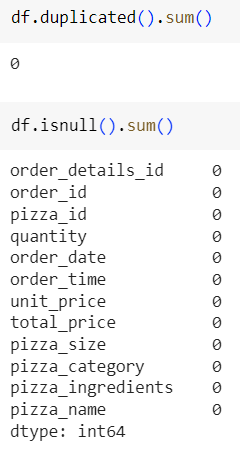 df.duplicated().sum()
0
df.isnull().sum()
order_details_id 0
order_id 0
pizza_id 0
quantity 0
order_date 0
order_time 0
unit_price 0
total_price 0
pizza_size 0
pizza_category 0
pizza_ingredients 0
pizza_name 0
dtype: int64